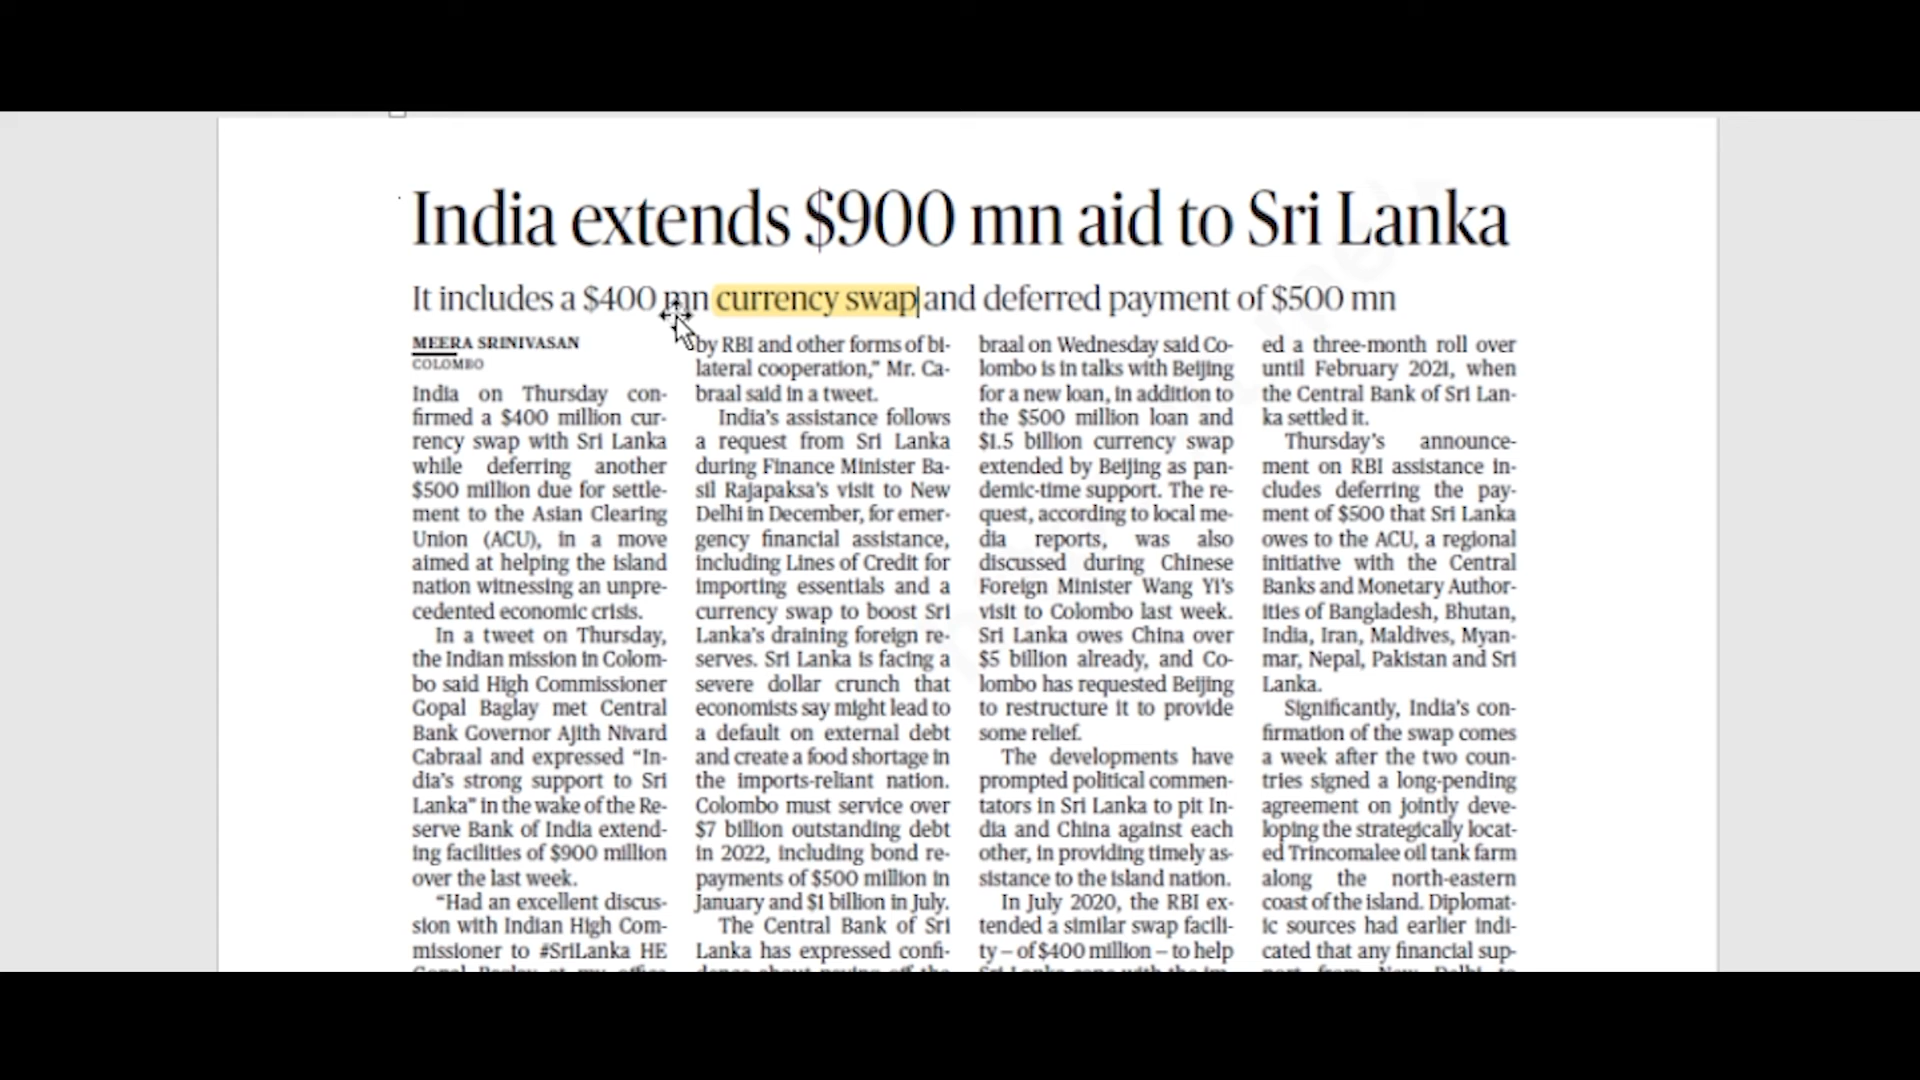 India extends $900 mn aid to Sri Lanka
It includes a $400 mn currency swap and deferred payment of $500 mn
MEERA SRINIVASAN
COLOMBO
India on Thursday con-
firmed a $400 million cur-
rency swap with Sri Lanka
while deferring another
$500 million due for settle-
ment to the Asian Clearing
Union (ACU), in a move
aimed at helping the island
nation witnessing an unpre-
cedented economic crisis.
In a tweet on Thursday,
the Indian mission in Colom-
bo said High Commissioner
Gopal Baglay met Central
Bank Governor Ajith Nivard
Cabraal and expressed “In-
dia’s strong support to Sri
Lanka” in the wake of the Re-
serve Bank of India extend-
ing facilities of $900 million
over the last week.
“Had an excellent discus-
sion with Indian High Com-
missioner to #SriLanka HE
by RBI and other forms of bi-
lateral cooperation,” Mr. Ca-
braal said in a tweet.
India’s assistance follows
a request from Sri Lanka
during Finance Minister Ba-
sil Rajapaksa’s visit to New
Delhi in December, for emer-
gency financial assistance,
including Lines of Credit for
importing essentials and a
currency swap to boost Sri
Lanka’s draining foreign re-
serves. Sri Lanka is facing a
severe dollar crunch that
economists say might lead to
a default on external debt
and create a food shortage in
the imports-reliant nation.
Colombo must service over
$7 billion outstanding debt
in 2022, including bond re-
payments of $500 million in
January and $1 billion in July.
The Central Bank of Sri
Lanka has expressed confi-
braal on Wednesday said Co-
lombo is in talks with Beijing
for a new loan, in addition to
the $500 million loan and
$1.5 billion currency swap
extended by Beijing as pan-
demic-time support. The re-
quest, according to local me-
dia reports, was also
discussed during Chinese
Foreign Minister Wang Yi’s
visit to Colombo last week.
Sri Lanka owes China over
$5 billion already, and Co-
lombo has requested Beijing
to restructure it to provide
some relief.
The developments have
prompted political commen-
tators in Sri Lanka to pit In-
dia and China against each
other, in providing timely as-
sistance to the island nation.
In July 2020, the RBI ex-
tended a similar swap facili-
ty – of $400 million – to help
ed a three-month roll over
until February 2021, when
the Central Bank of Sri Lan-
ka settled it.
Thursday’s announce-
ment on RBI assistance in-
cludes deferring the pay-
ment of $500 that Sri Lanka
owes to the ACU, a regional
initiative with the Central
Banks and Monetary Author-
ities of Bangladesh, Bhutan,
India, Iran, Maldives, Myan-
mar, Nepal, Pakistan and Sri
Lanka.
Significantly, India’s con-
firmation of the swap comes
a week after the two coun-
tries signed a long-pending
agreement on jointly deve-
loping the strategically locat-
ed Trincomalee oil tank farm
along the north-eastern
coast of the island. Diplomat-
ic sources had earlier indi-
cated that any financial sup-